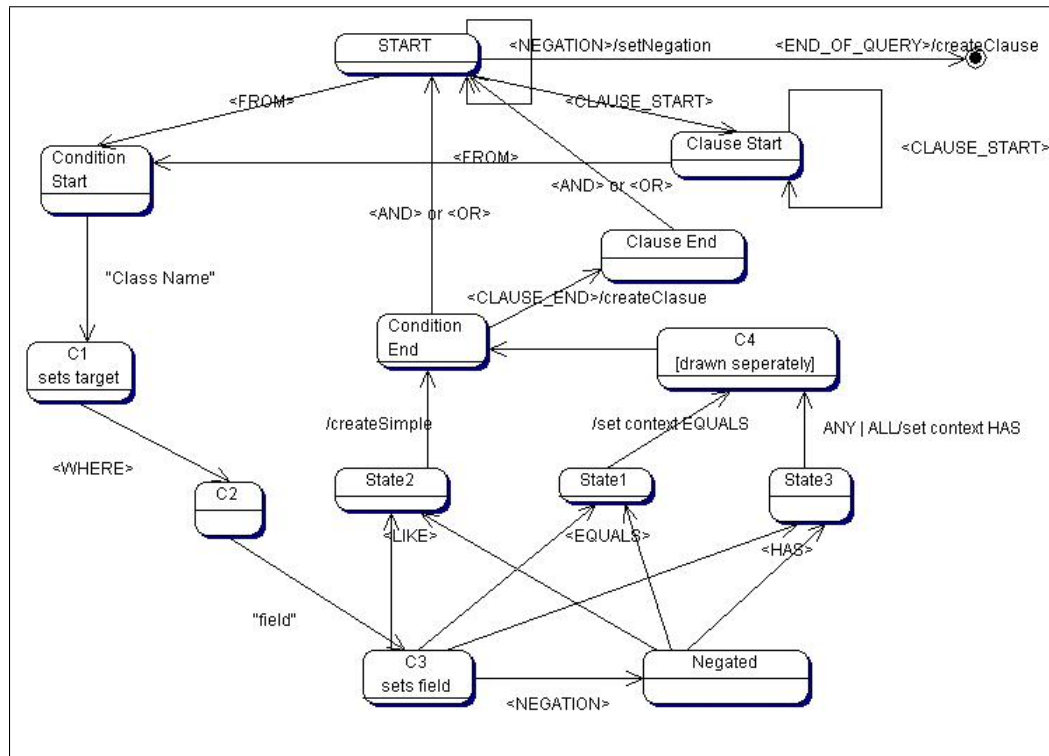 START
<NEGATION>/setNegation
<END_OF_QUERY>/createClause
<FROM>
<CLAUSE_START>
Condition
Start
<FROM>
Clause Start
<CLAUSE_START>
<AND> or <OR>
<AND> or <OR>
Clause End
"Class Name"
<CLAUSE_END>/createClasue
Condition
End
C1
sets target
C4
[drawn seperately]
/createSimple
/set context EQUALS
ANY | ALL/set context HAS
<WHERE>
C2
State2
State1
State3
<LIKE>
<EQUALS>
<HAS>
"field"
C3
sets field
Negated
<NEGATION>